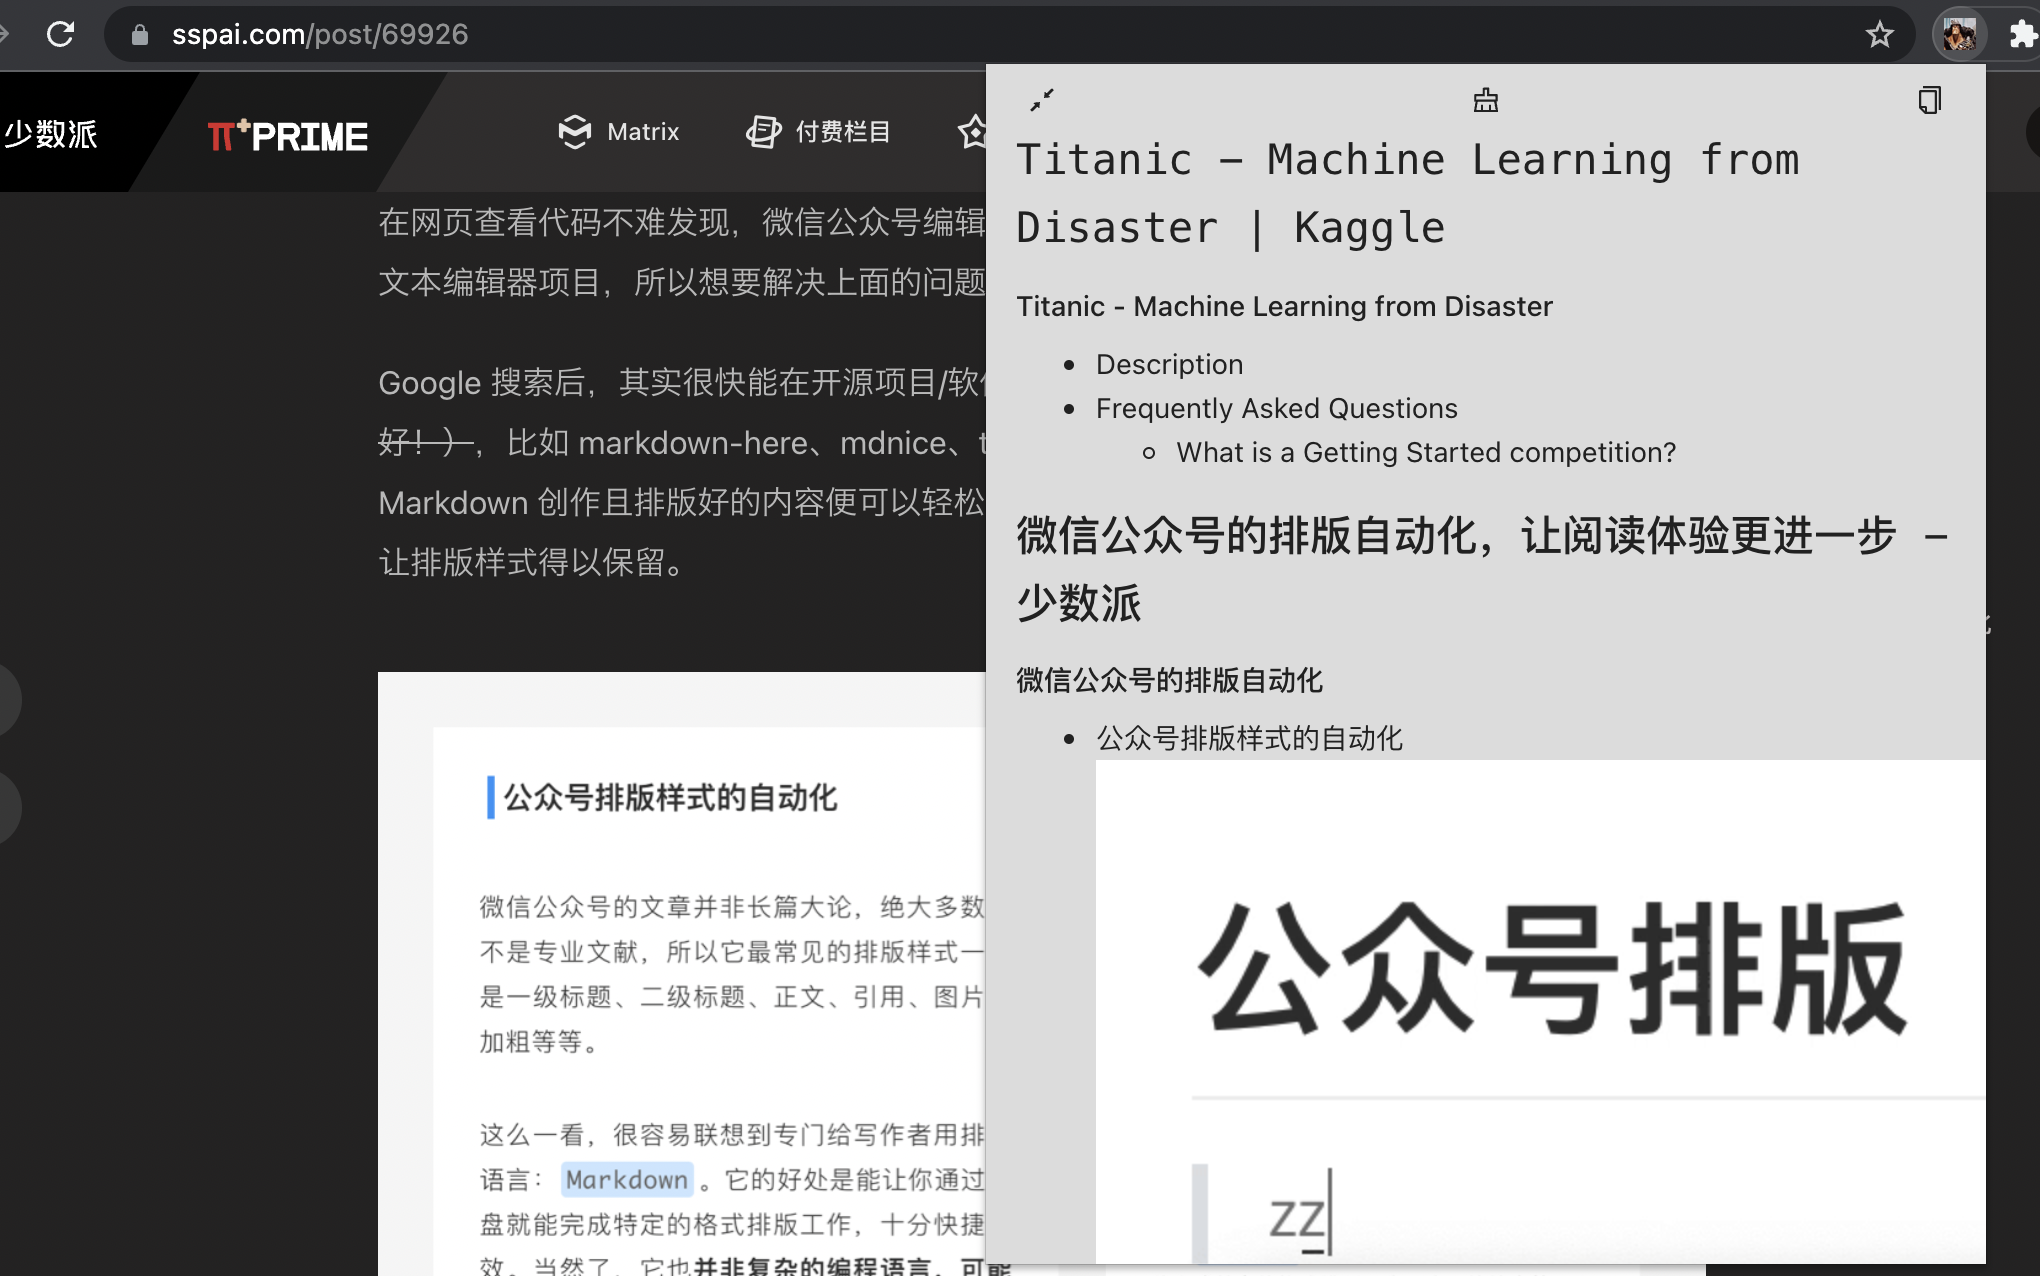 sspai.com/post/69926
少数派
π+PRIME
Matrix
付费栏目
在网页查看代码不难发现，微信公众号编辑
文本编辑器项目，所以想要解决上面的问题
Google 搜索后，其实很快能在开源项目/软
好！），比如 markdown-here、mdnice、t
Markdown 创作且排版好的内容便可以轻松
让排版样式得以保留。
公众号排版样式的自动化
微信公众号的文章并非长篇大论，绝大多数
不是专业文献，所以它最常见的排版样式一
是一级标题、二级标题、正文、引用、图片
加粗等等。
这么一看，很容易联想到专门给写作者用排
语言：Markdown。它的好处是能让你通过
盘就能完成特定的格式排版工作，十分快捷
效。当然了，它也并非复杂的编程语言，可能
Titanic – Machine Learning from
Disaster | Kaggle
Titanic - Machine Learning from Disaster
Description
Frequently Asked Questions
What is a Getting Started competition?
微信公众号的排版自动化，让阅读体验更进一步 –
少数派
微信公众号的排版自动化
公众号排版样式的自动化
公众号排版
zz